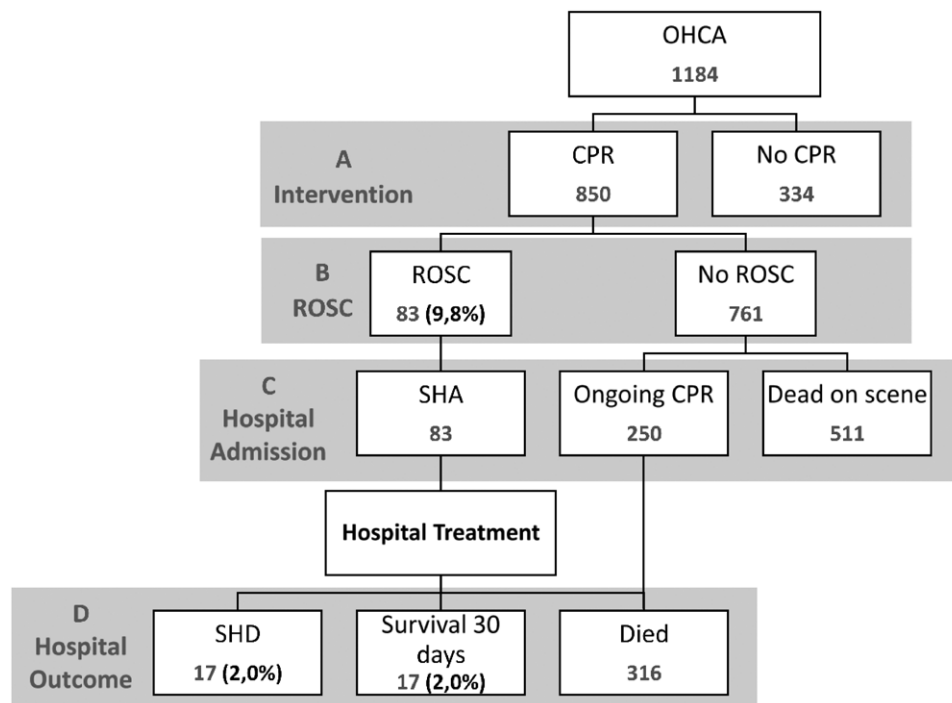 OHCA
1184
A
Intervention
CPR
850
No CPR
334
B
ROSC
ROSC
83 (9,8%)
No ROSC
761
C
Hospital
Admission
SHA
83
Ongoing CPR
250
Dead on scene
511
Hospital Treatment
D
Hospital
Outcome
SHD
17 (2,0%)
Survival 30
days
17 (2,0%)
Died
316